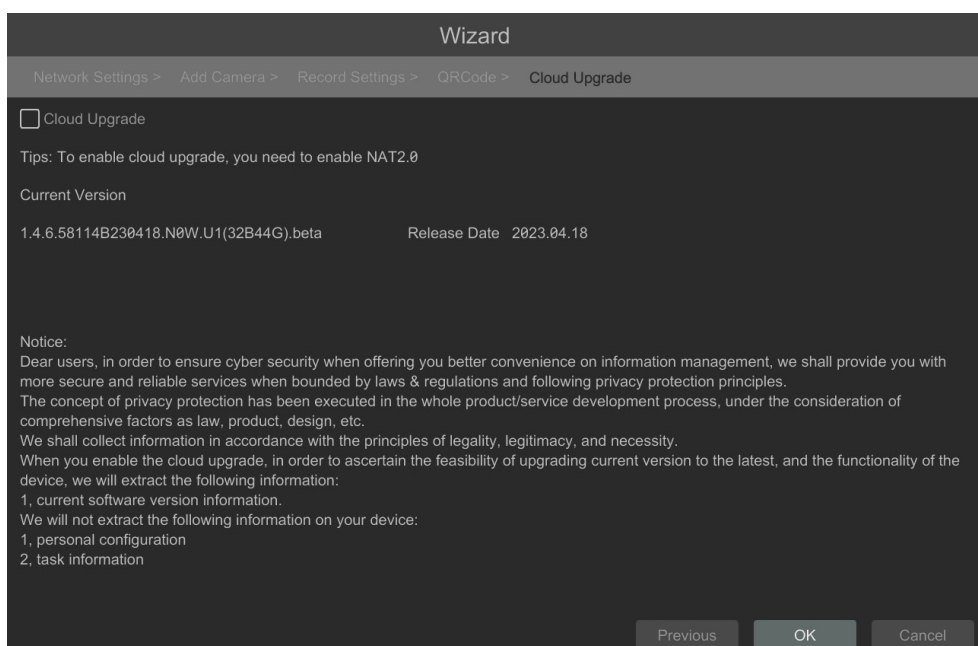 Wizard
Network Settings > Add Camera > Record Settings > QRCode > Cloud Upgrade
Cloud Upgrade
Tips: To enable cloud upgrade, you need to enable NAT2.0
Current Version
1.4.6.58114B230418.N0W.U1(32B44G).beta Release Date 2023.04.18
Notice:
Dear users, in order to ensure cyber security when offering you better convenience on information management, we shall provide you with
more secure and reliable services when bounded by laws & regulations and following privacy protection principles.
The concept of privacy protection has been executed in the whole product/service development process, under the consideration of
comprehensive factors as law, product, design, etc.
We shall collect information in accordance with the principles of legality, legitimacy, and necessity.
When you enable the cloud upgrade, in order to ascertain the feasibility of upgrading current version to the latest, and the functionality of the
device, we will extract the following information:
1, current software version information.
We will not extract the following information on your device:
1, personal configuration
2, task information
Previous OK Cancel